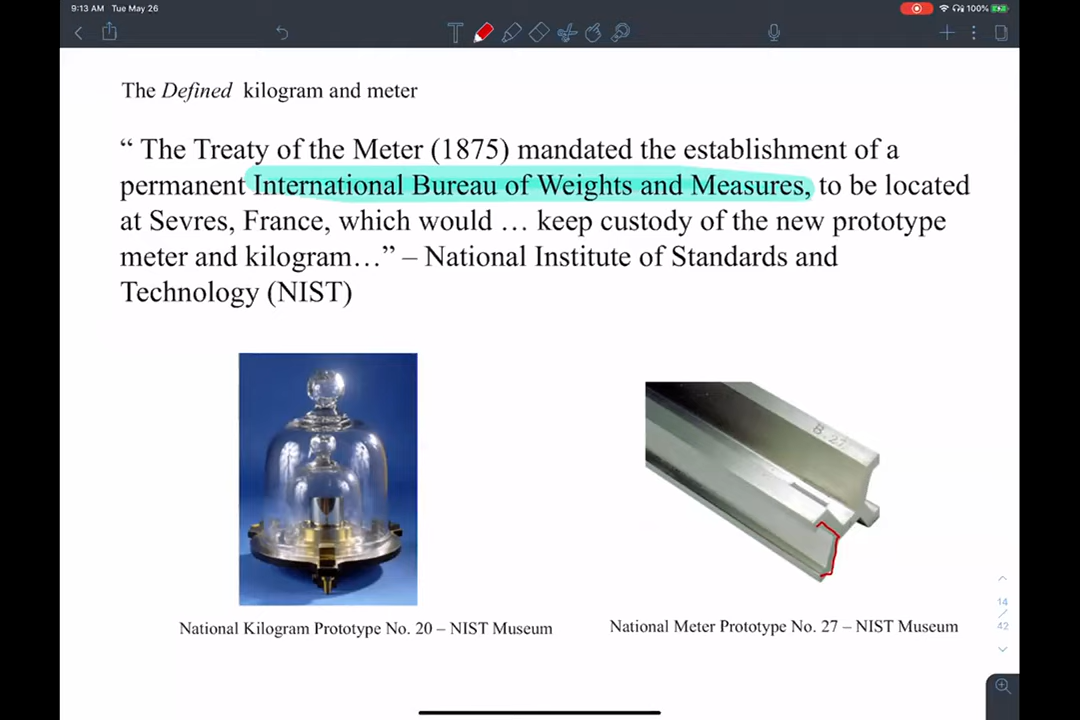 9:13 AM Tue May 26
100%
The Defined kilogram and meter
“ The Treaty of the Meter (1875) mandated the establishment of a
permanent International Bureau of Weights and Measures, to be located
at Sevres, France, which would … keep custody of the new prototype
meter and kilogram…” – National Institute of Standards and
Technology (NIST)
B.27
National Kilogram Prototype No. 20 – NIST Museum
National Meter Prototype No. 27 – NIST Museum
14
/
42